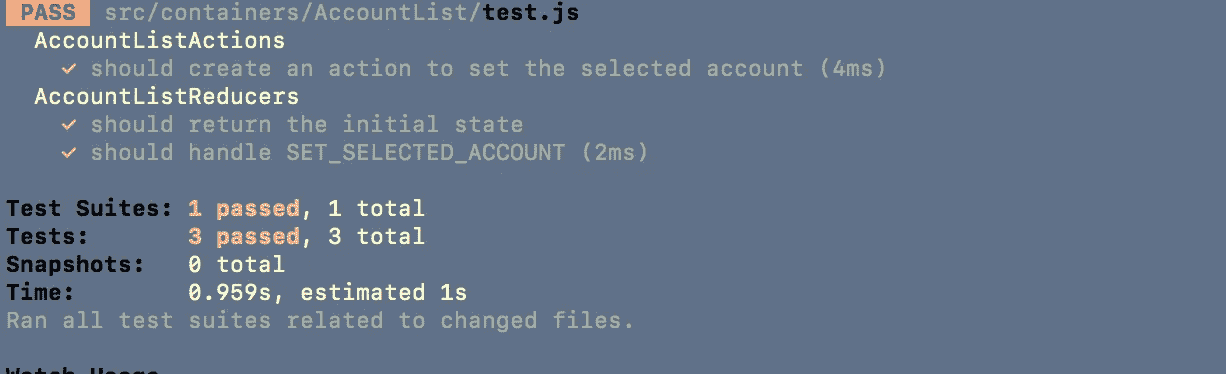 PASS src/containers/AccountList/test.js
AccountListActions
✓ should create an action to set the selected account (4ms)
AccountListReducers
✓ should return the initial state
✓ should handle SET_SELECTED_ACCOUNT (2ms)
Test Suites: 1 passed, 1 total
Tests: 3 passed, 3 total
Snapshots: 0 total
Time: 0.959s, estimated 1s
Ran all test suites related to changed files.
Watch Usage